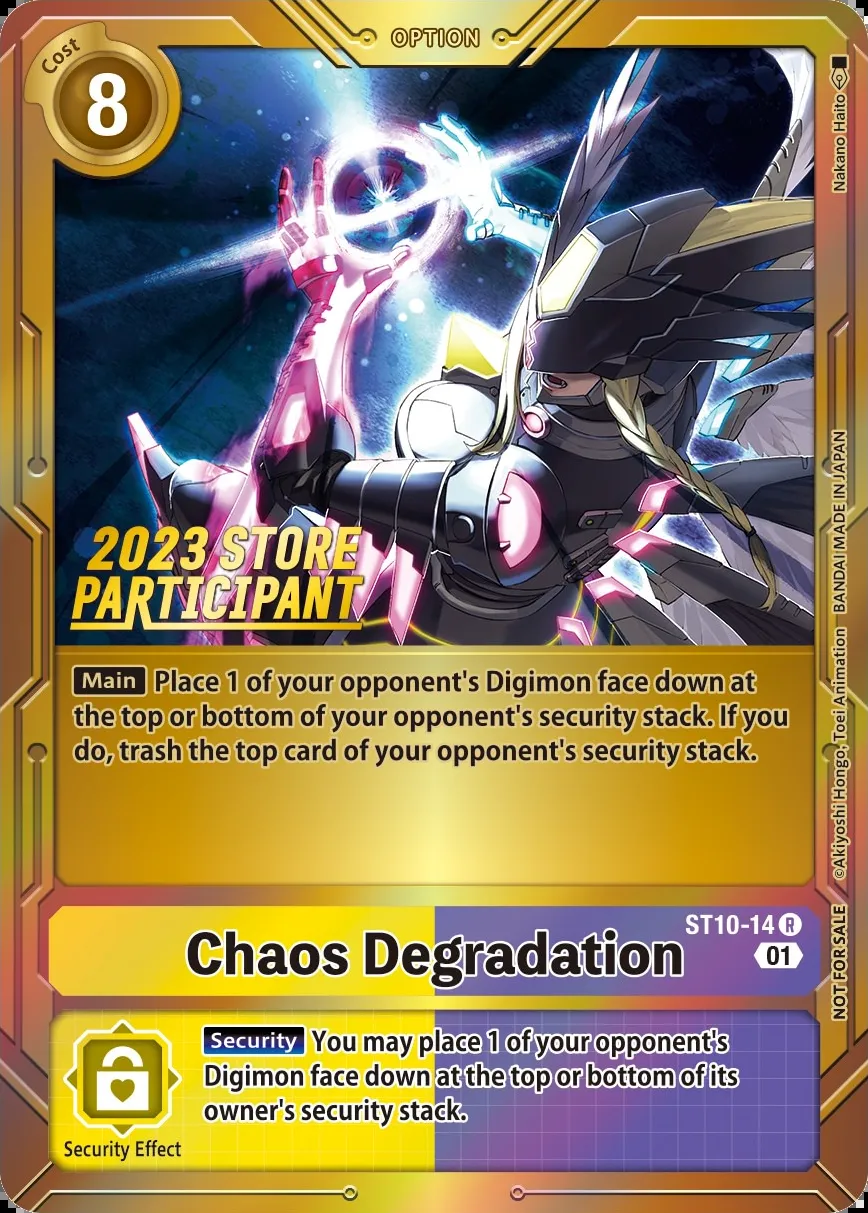 OPTION
Cost
8
Nakano Haito
2023 STORE
PARTICIPANT
Main Place 1 of your opponent's Digimon face down at
the top or bottom of your opponent's security stack. If you
do, trash the top card of your opponent's security stack.
©Akiyoshi Hongo, Toei Animation BANDAI MADE IN JAPAN
NOT FOR SALE
ST10-14 R
Chaos Degradation
01
Security You may place 1 of your opponent's
Digimon face down at the top or bottom of its
owner's security stack.
Security Effect